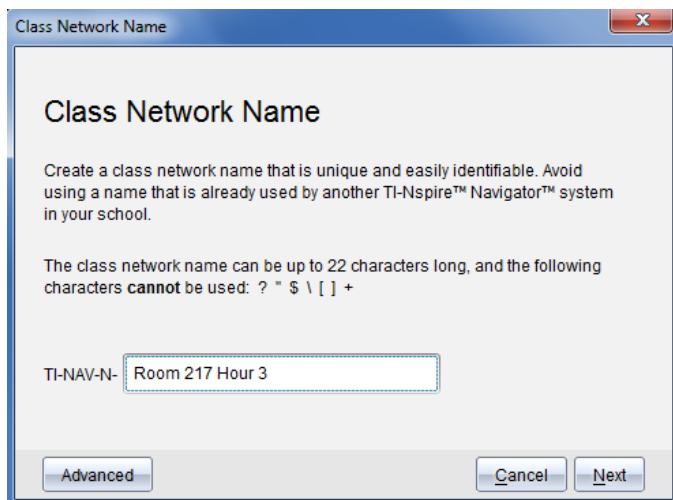 Class Network Name
Class Network Name
Create a class network name that is unique and easily identifiable. Avoid
using a name that is already used by another TI-Nspire™ Navigator™ system
in your school.
The class network name can be up to 22 characters long, and the following
characters cannot be used: ? " $ \ [ ] +
TI-NAV-N- Room 217 Hour 3
Advanced Cancel Next